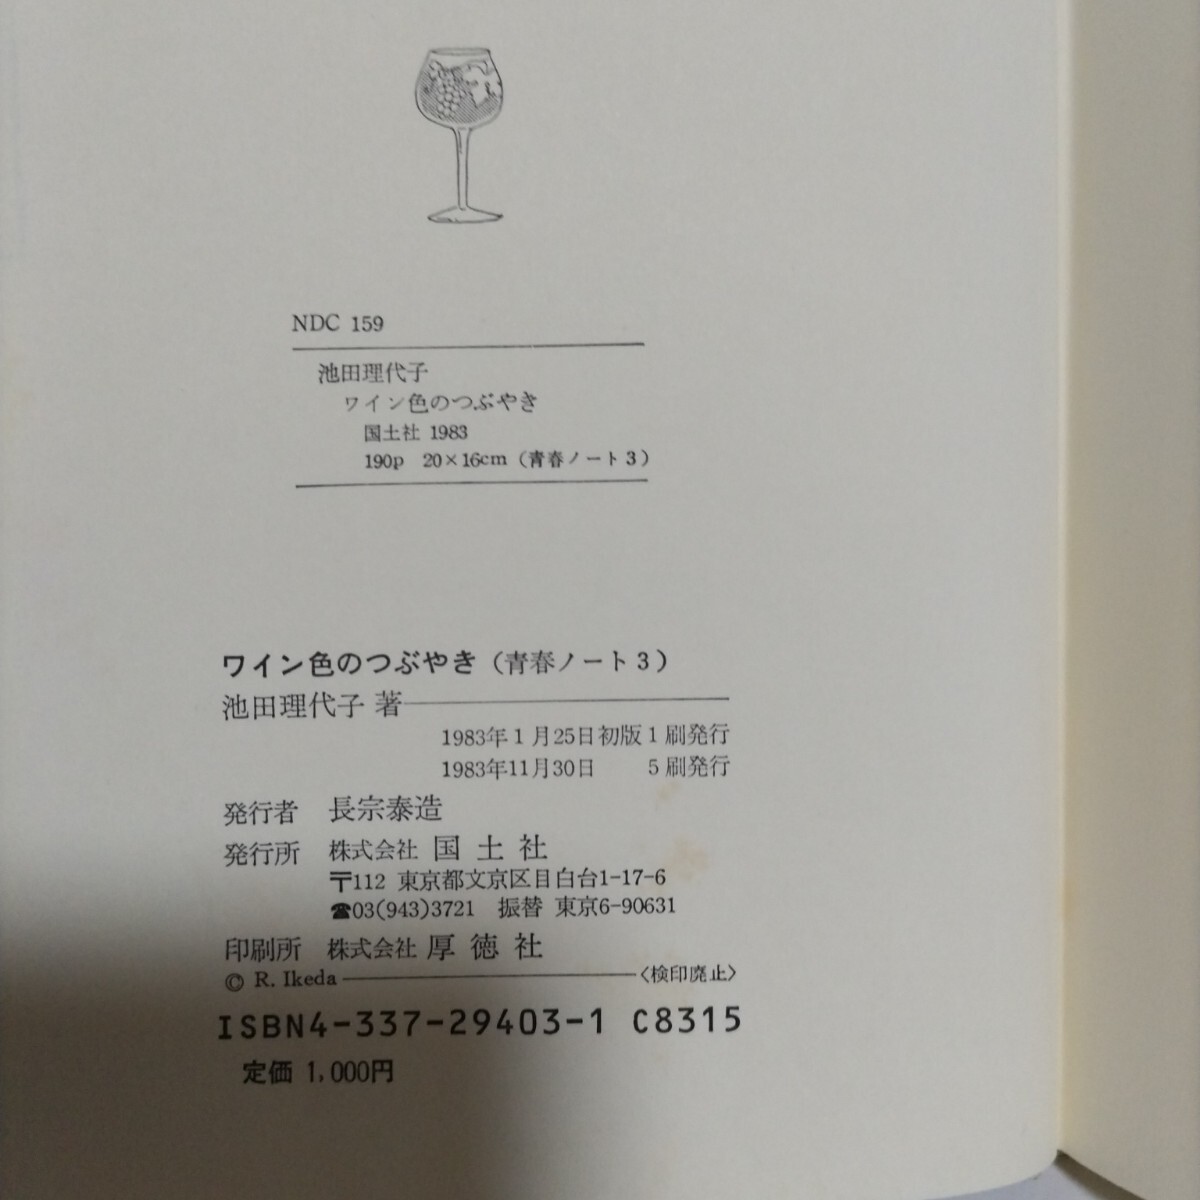 NDC 159
池田理代子
ワイン色のつぶやき
国土社 1983
190p 20×16cm (青春ノート3)
ワイン色のつぶやき (青春ノート3)
池田理代子 著
1983年1月25日初版1刷発行
1983年11月30日 5刷発行
発行者 長宗泰造
発行所 株式会社 国土社
〒112 東京都文京区目白台1-17-6
☎03(943)3721 振替 東京6-90631
印刷所 株式会社 厚徳社
© R. Ikeda 〈検印廃止〉
ISBN4-337-29403-1 C8315
定価 1,000円